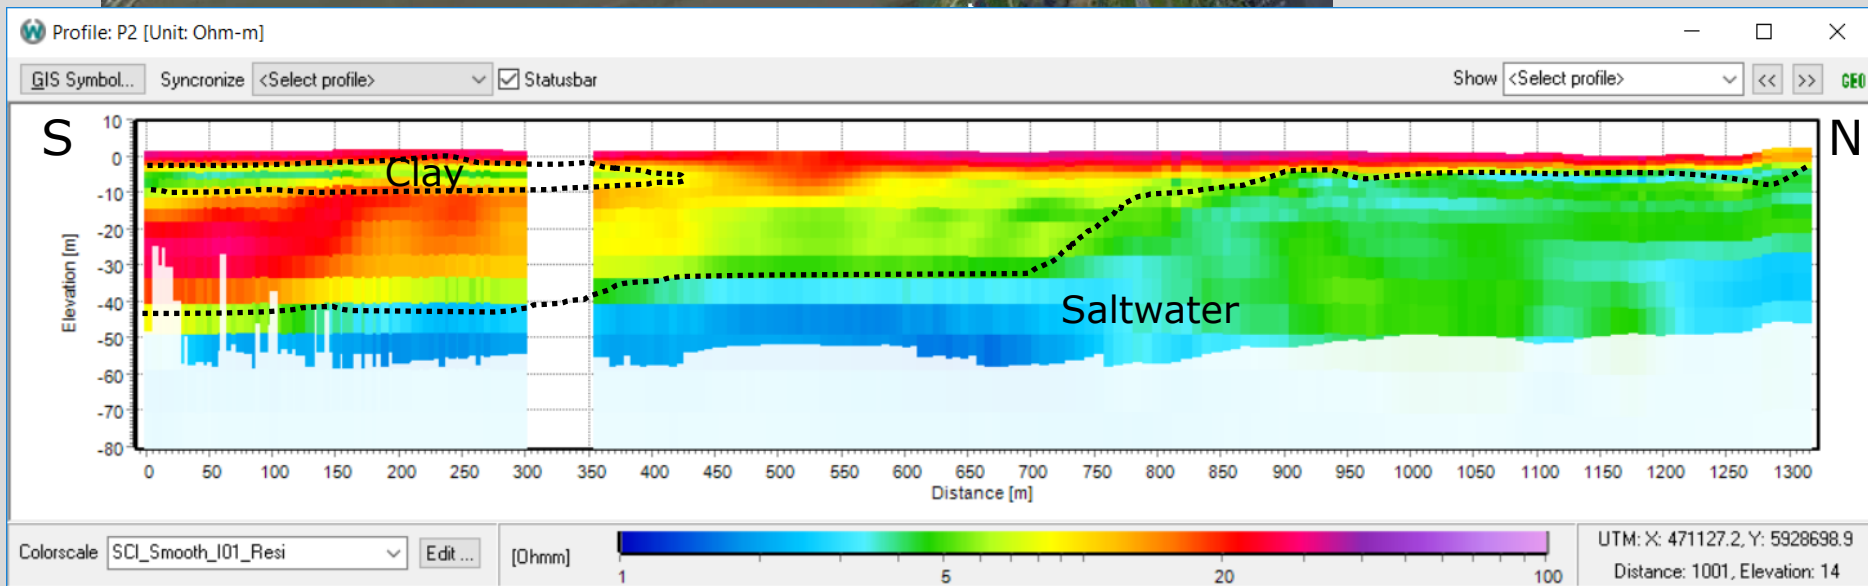 Profile: P2 [Unit: Ohm-m]
GIS Symbol... Syncronize <Select profile> Statusbar Show <Select profile> << >> GEO
S N
10
0
-10
-20
-30
-40
-50
-60
-70
-80
Elevation [m]
Clay
Saltwater
0 50 100 150 200 250 300 350 400 450 500 550 600 650 700 750 800 850 900 950 1000 1050 1100 1150 1200 1250 1300
Distance [m]
Colorscale SCI_Smooth_I01_Resi Edit ... [Ohmm]
1 5 20 100
UTM: X: 471127.2, Y: 5928698.9
Distance: 1001, Elevation: 14